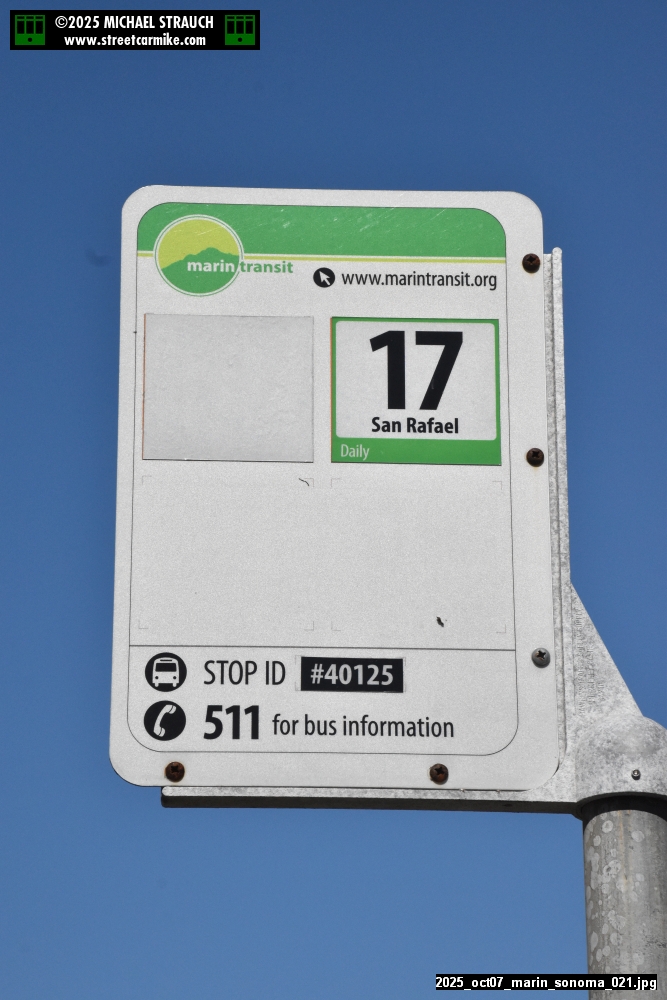 ©2025 MICHAEL STRAUCH
www.streetcarmike.com
marin transit
www.marintransit.org
17
San Rafael
Daily
STOP ID #40125
511 for bus information
2025_oct07_marin_sonoma_021.jpg